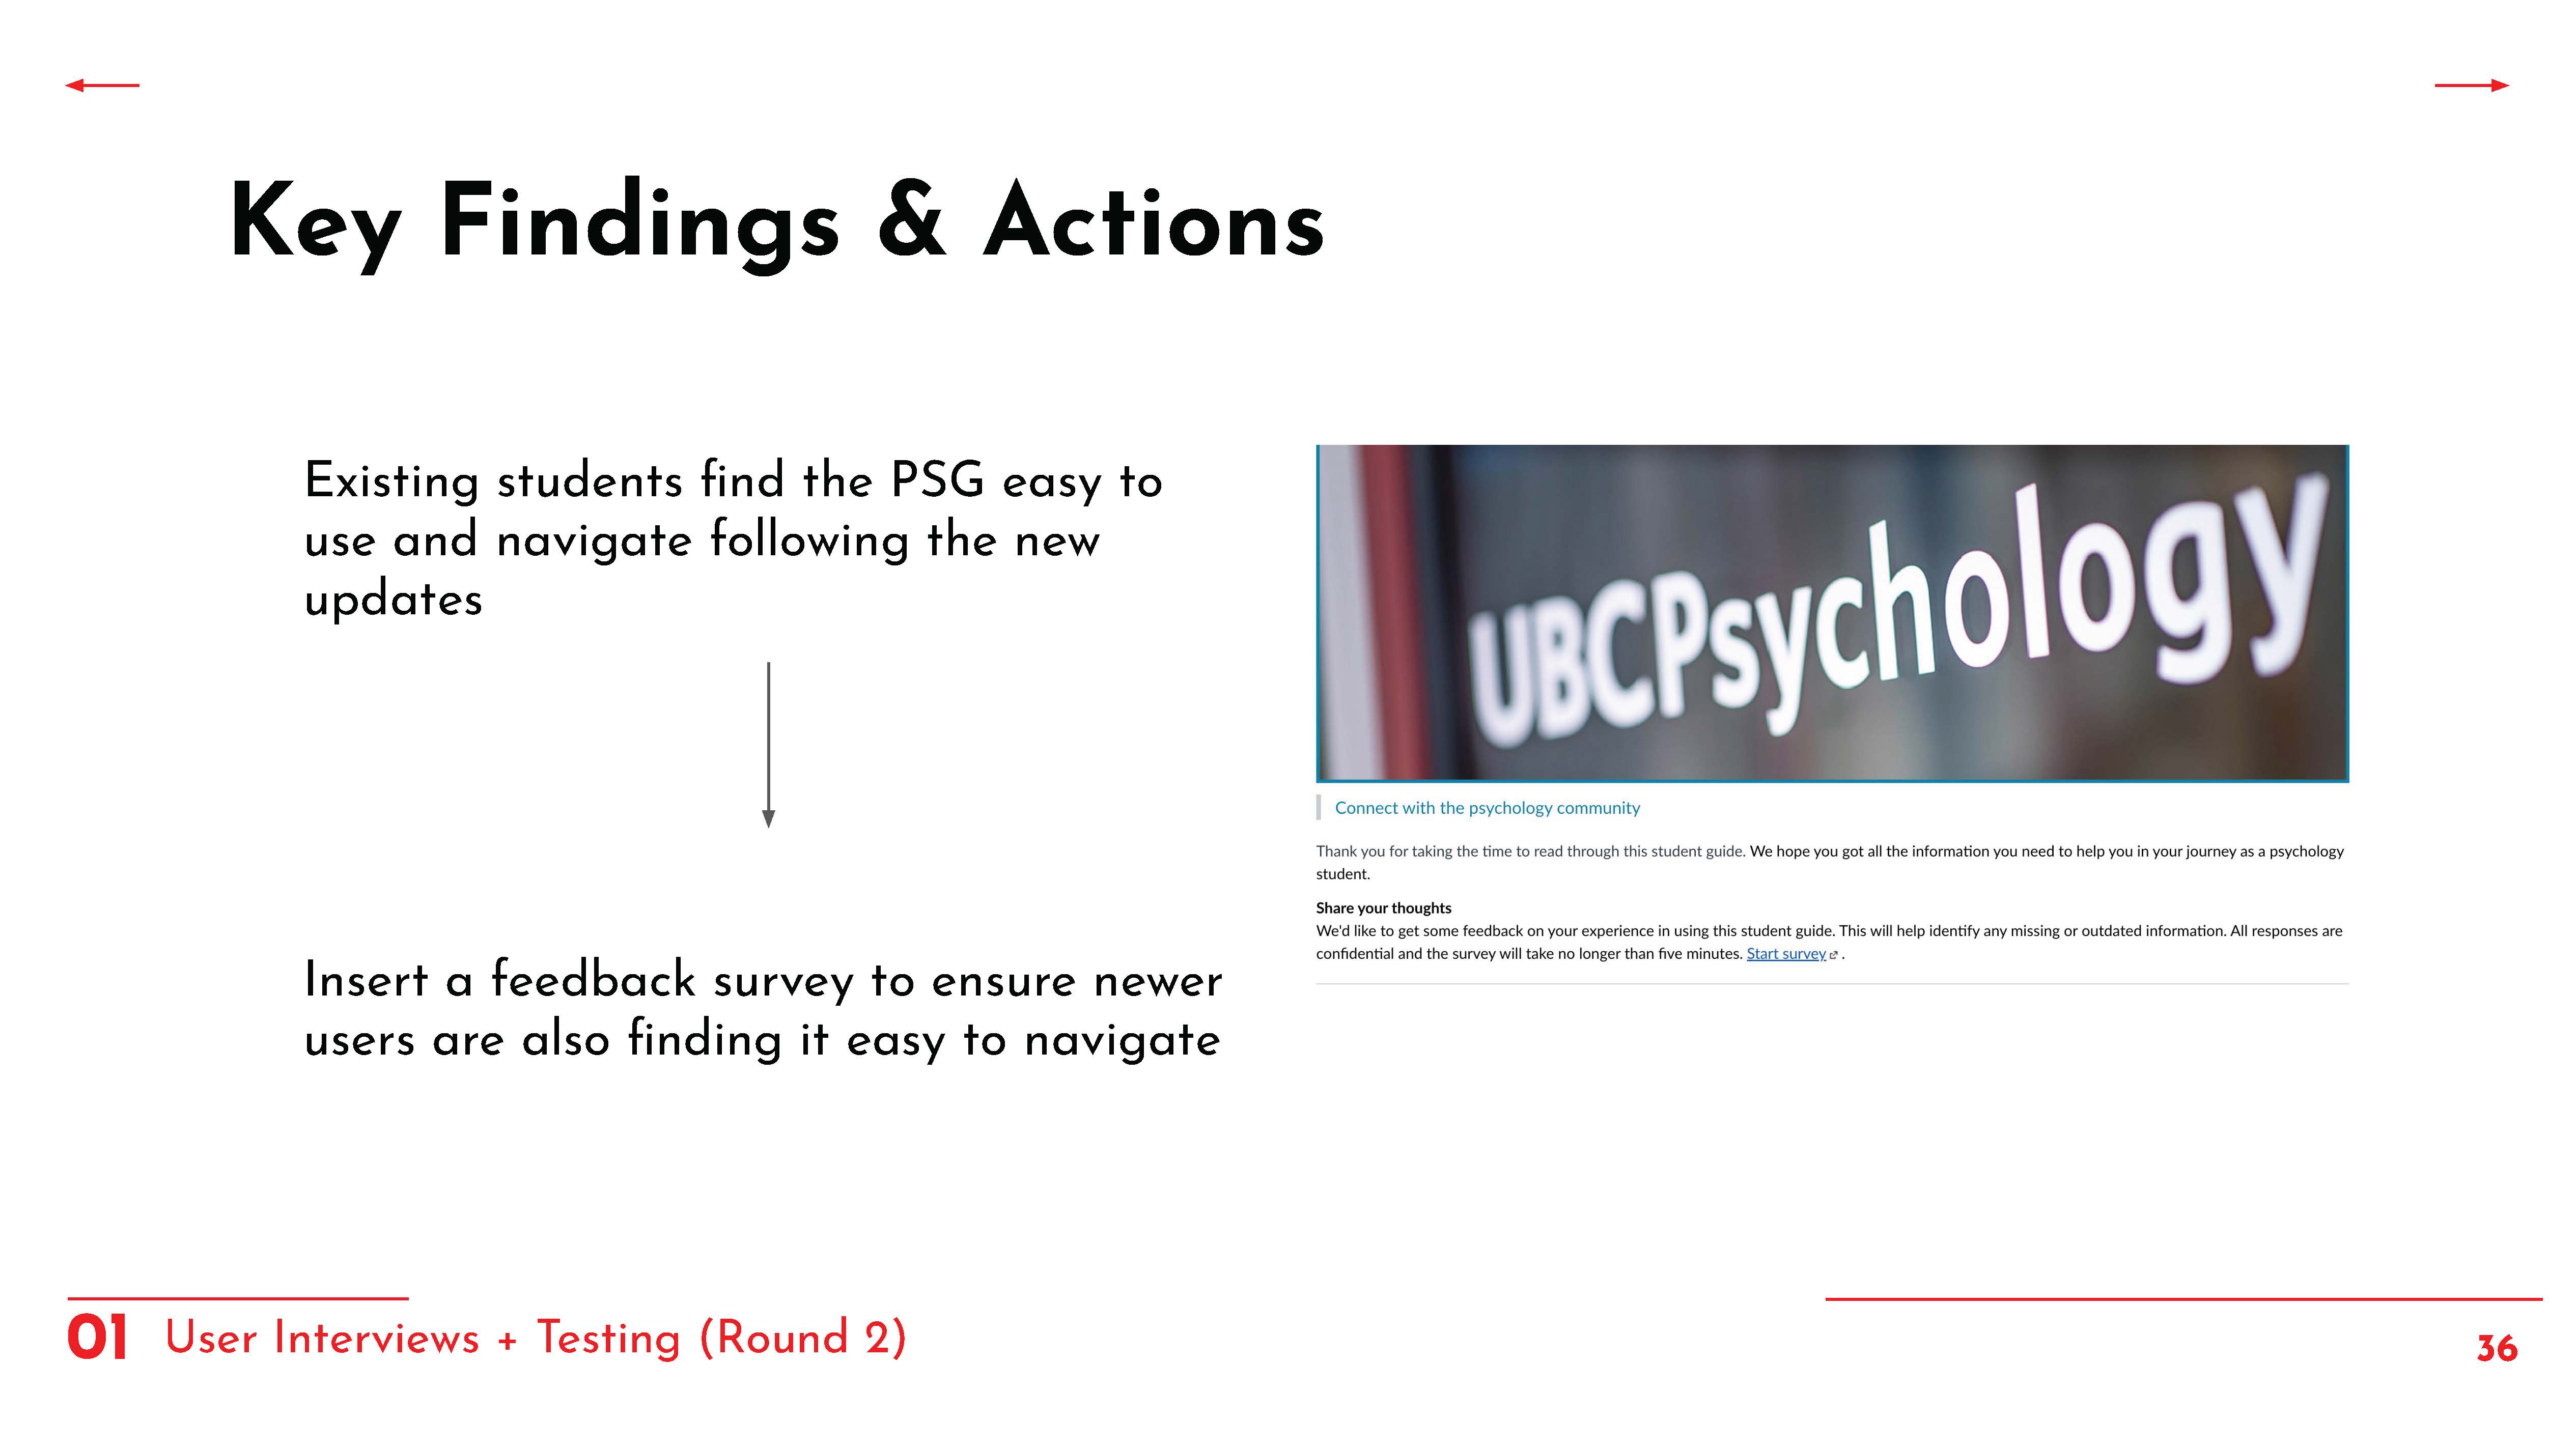 Key Findings & Actions
Existing students find the PSG easy to
use and navigate following the new
updates
Insert a feedback survey to ensure newer
users are also finding it easy to navigate
UBCPsychology
Connect with the psychology community
Thank you for taking the time to read through this student guide. We hope you got all the information you need to help you in your journey as a psychology
student.
Share your thoughts
We'd like to get some feedback on your experience in using this student guide. This will help identify any missing or outdated information. All responses are
confidential and the survey will take no longer than five minutes. Start survey .
01 User Interviews + Testing (Round 2)
36